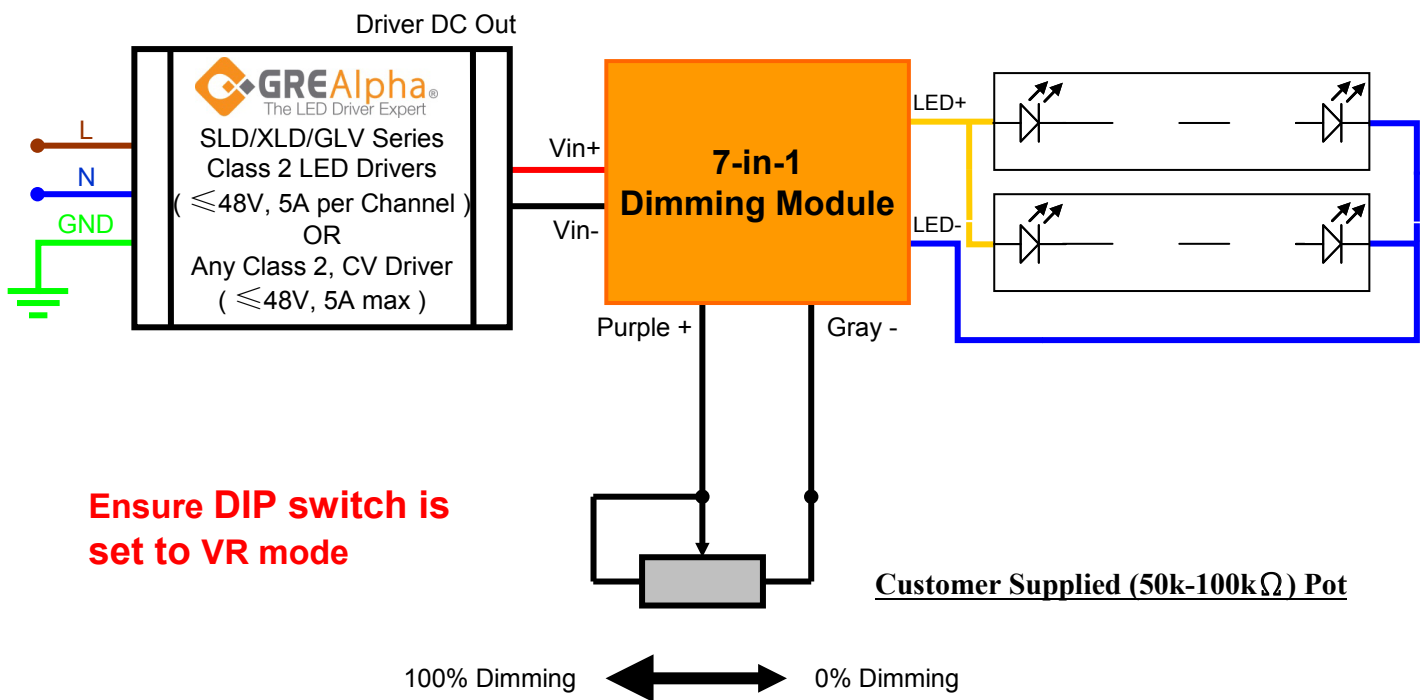 Driver DC Out
GREAlpha®
The LED Driver Expert
SLD/XLD/GLV Series
Class 2 LED Drivers
( ≤48V, 5A per Channel )
OR
Any Class 2, CV Driver
( ≤48V, 5A max )
L
N
GND
Vin+
Vin-
7-in-1
Dimming Module
LED+
LED-
Purple +
Gray -
Ensure DIP switch is
set to VR mode
Customer Supplied (50k-100kΩ) Pot
100% Dimming
0% Dimming